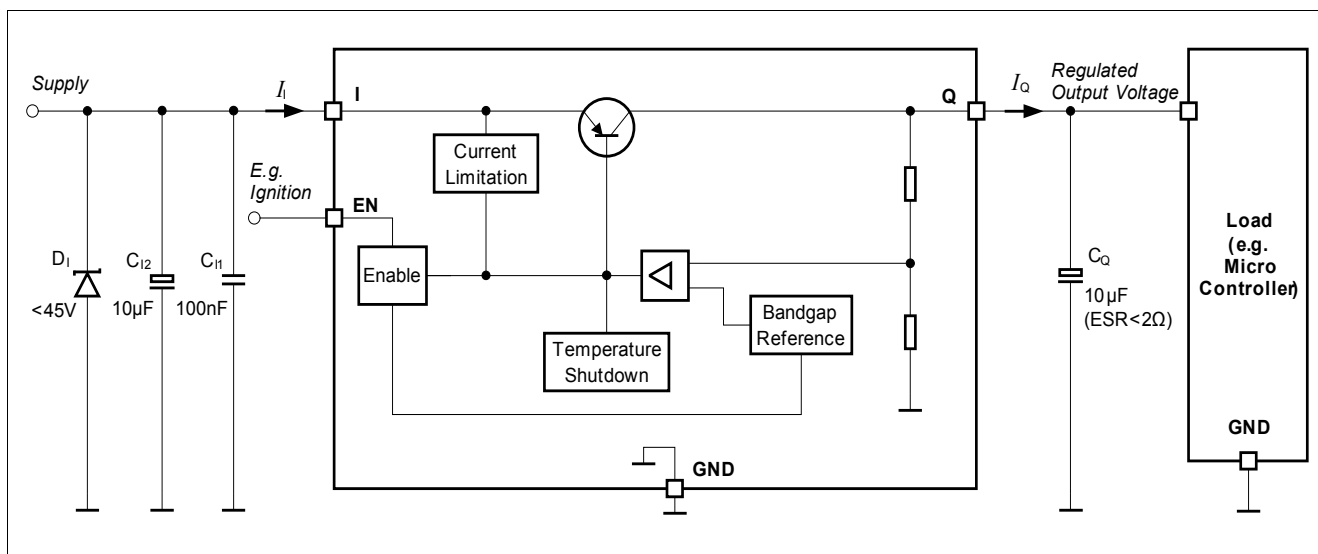 Supply
I_I
I
Q
I_Q
Regulated
Output Voltage
Current
Limitation
E.g.
Ignition
EN
Enable
D_I
<45V
C_I2
10µF
C_I1
100nF
Bandgap
Reference
Temperature
Shutdown
GND
C_Q
10µF
(ESR<2Ω)
Load
(e.g.
Micro
Controller)
GND